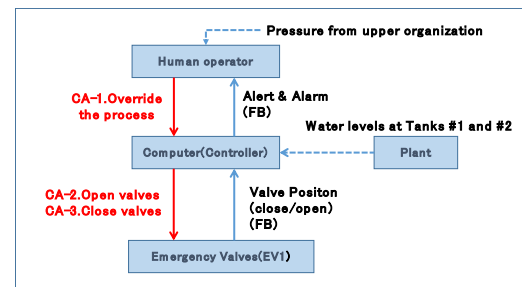 Pressure from upper organization
Human operator
CA-1.Override
the process
Alert & Alarm
(FB)
Water levels at Tanks #1 and #2
Computer(Controller)
Plant
CA-2.Open valves
CA-3.Close valves
Valve Positon
(close/open)
(FB)
Emergency Valves(EV1)